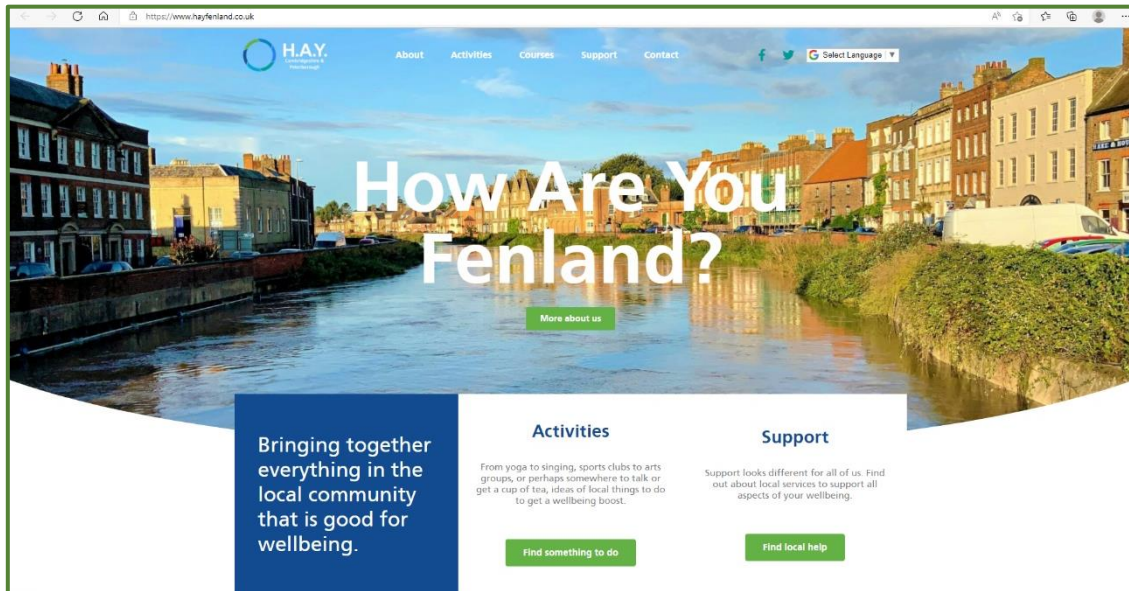 https://www.hayfenland.co.uk
H.A.Y.
Cambridgeshire &
Peterborough
About Activities Courses Support Contact
Select Language
How Are You
Fenland?
More about us
Bringing together
everything in the
local community
that is good for
wellbeing.
Activities
From yoga to singing, sports clubs to arts
groups, or perhaps somewhere to talk or
get a cup of tea, ideas of local things to do
to get a wellbeing boost.
Find something to do
Support
Support looks different for all of us. Find
out about local services to support all
aspects of your wellbeing.
Find local help